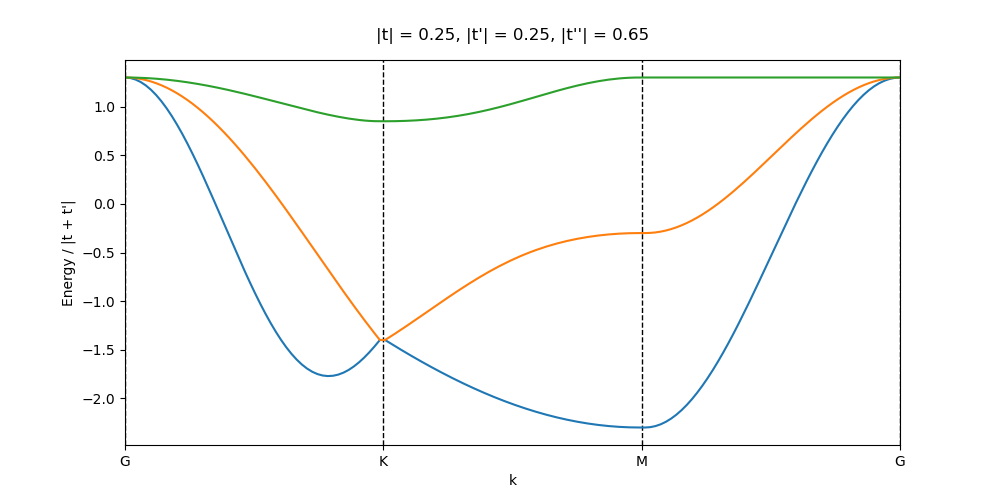 |t| = 0.25, |t'| = 0.25, |t''| = 0.65
Energy / |t + t'|
1.0
0.5
0.0
−0.5
−1.0
−1.5
−2.0
G K M G
k